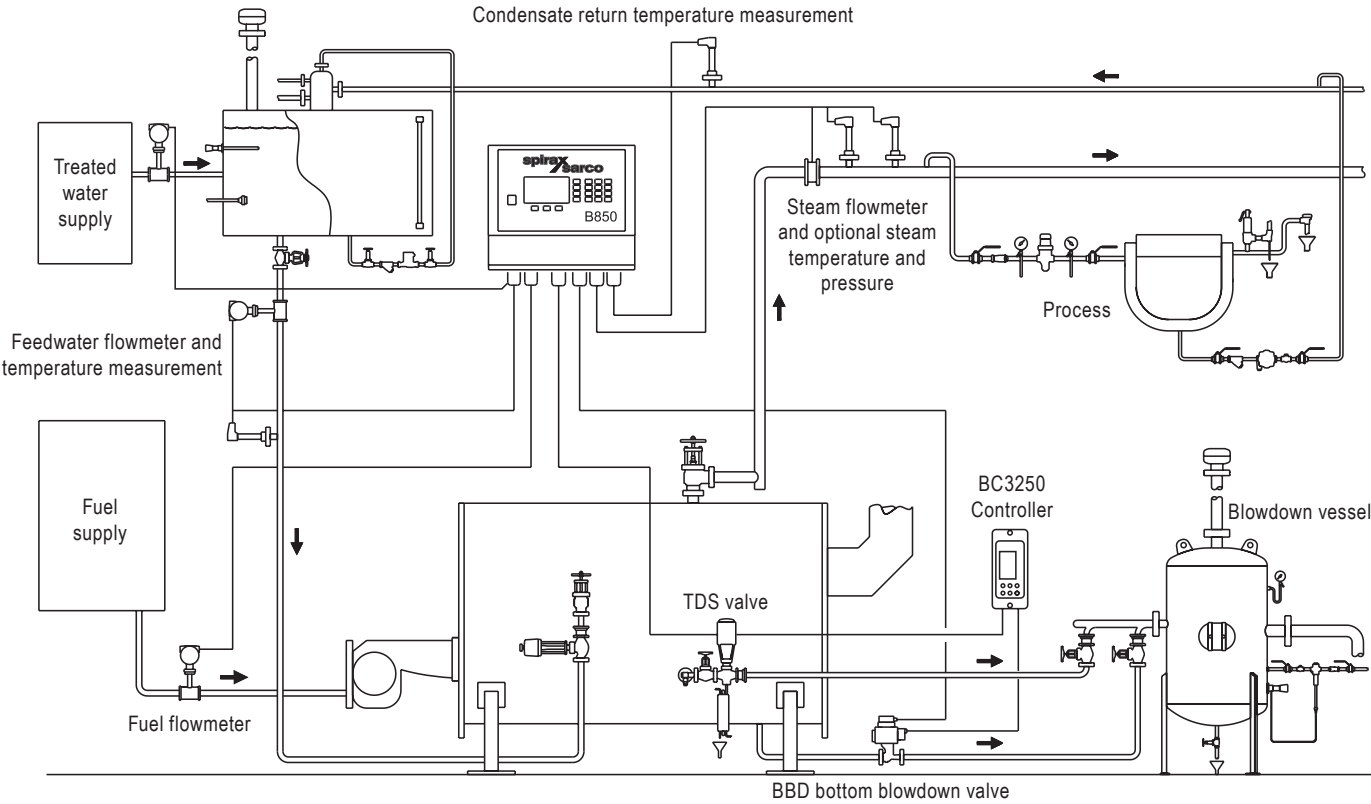 Condensate return temperature measurement
Treated
water
supply
spirax
sarco
B850
Steam flowmeter
and optional steam
temperature and
pressure
Process
Feedwater flowmeter and
temperature measurement
Fuel
supply
BC3250
Controller
Blowdown vessel
TDS valve
Fuel flowmeter
BBD bottom blowdown valve